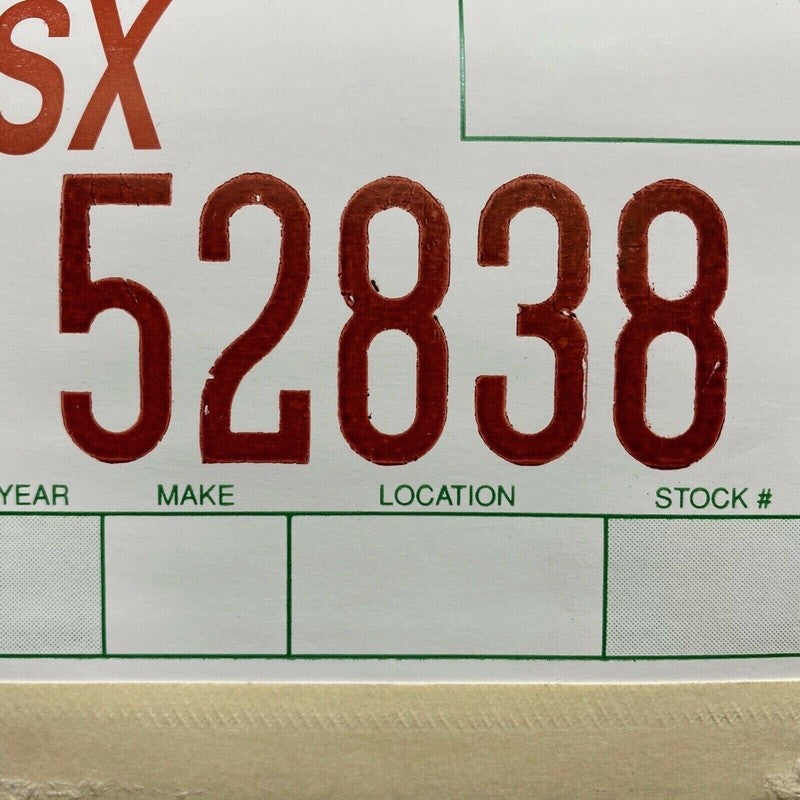 SX
52838
YEAR MAKE LOCATION STOCK #